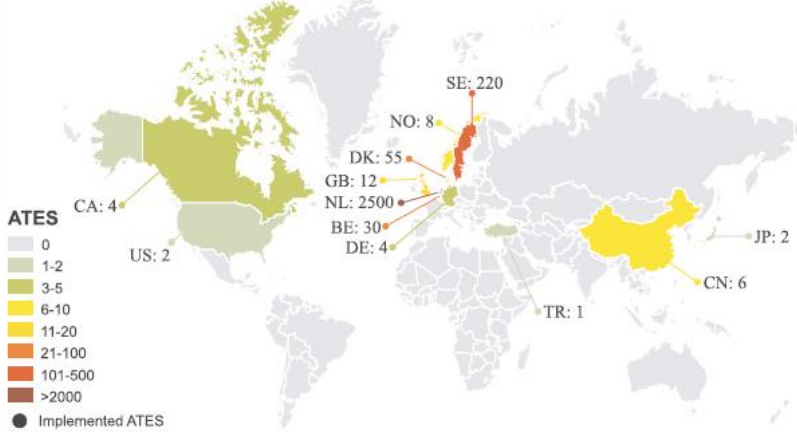 SE: 220
NO: 8
DK: 55
GB: 12
NL: 2500
BE: 30
DE: 4
CA: 4
US: 2
JP: 2
CN: 6
TR: 1
ATES
0
1-2
3-5
6-10
11-20
21-100
101-500
>2000
Implemented ATES